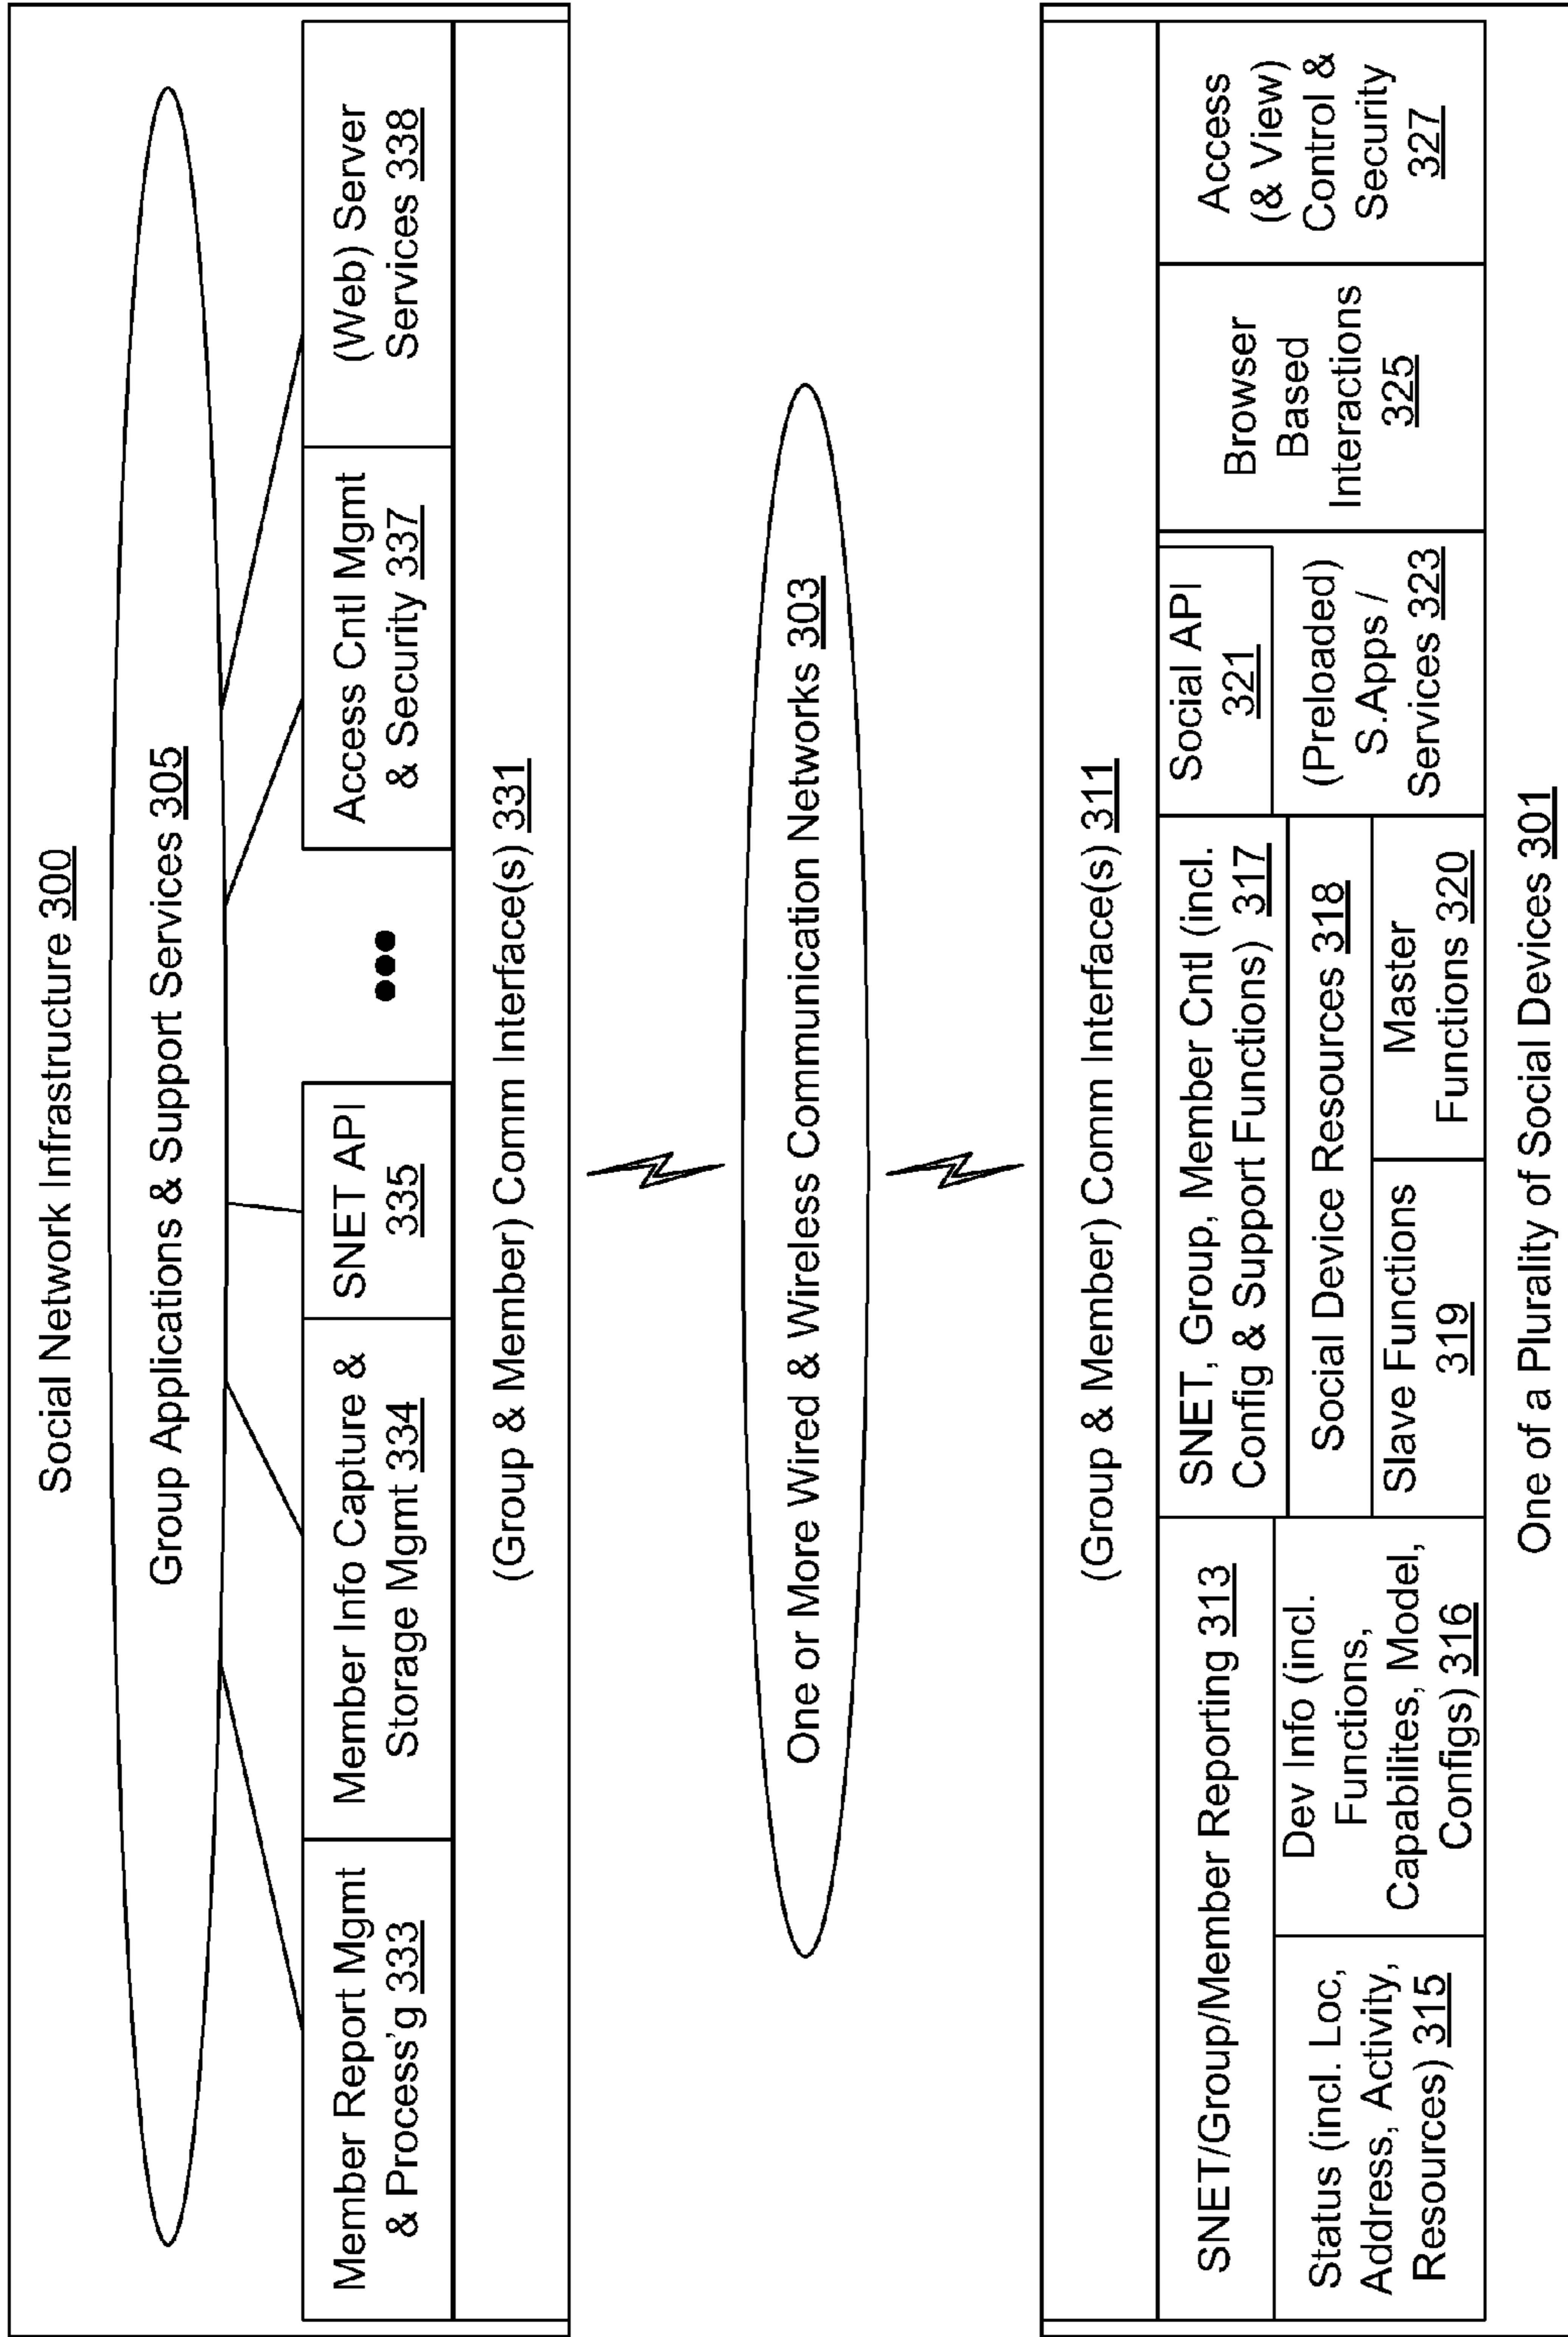 Social Network Infrastructure 300
Group Applications & Support Services 305
Member Report Mgmt
& Process'g 333
Member Info Capture &
Storage Mgmt 334
SNET API
335
•••
Access Cntl Mgmt
& Security 337
(Web) Server
Services 338
(Group & Member) Comm Interface(s) 331
One or More Wired & Wireless Communication Networks 303
(Group & Member) Comm Interface(s) 311
SNET/Group/Member Reporting 313
Status (incl. Loc,
Address, Activity,
Resources) 315
Dev Info (incl.
Functions,
Capabilites, Model,
Configs) 316
SNET, Group, Member Cntl (incl.
Config & Support Functions) 317
Social Device Resources 318
Slave Functions
319
Master
Functions 320
Social API
321
(Preloaded)
S.Apps /
Services 323
Browser
Based
Interactions
325
Access
(& View)
Control &
Security
327
One of a Plurality of Social Devices 301